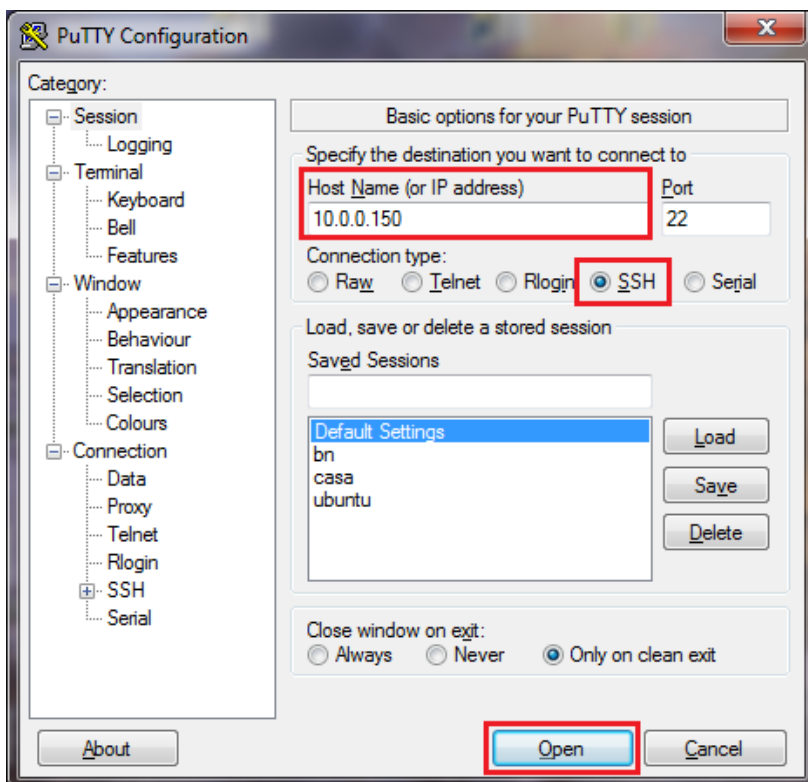 PuTTY Configuration
Category:
Session
Logging
Terminal
Keyboard
Bell
Features
Window
Appearance
Behaviour
Translation
Selection
Colours
Connection
Data
Proxy
Telnet
Rlogin
SSH
Serial
Basic options for your PuTTY session
Specify the destination you want to connect to
Host Name (or IP address) Port
10.0.0.150 22
Connection type:
Raw Telnet Rlogin SSH Serial
Load, save or delete a stored session
Saved Sessions
Default Settings Load
bn
casa Save
ubuntu
Delete
Close window on exit:
Always Never Only on clean exit
About Open Cancel